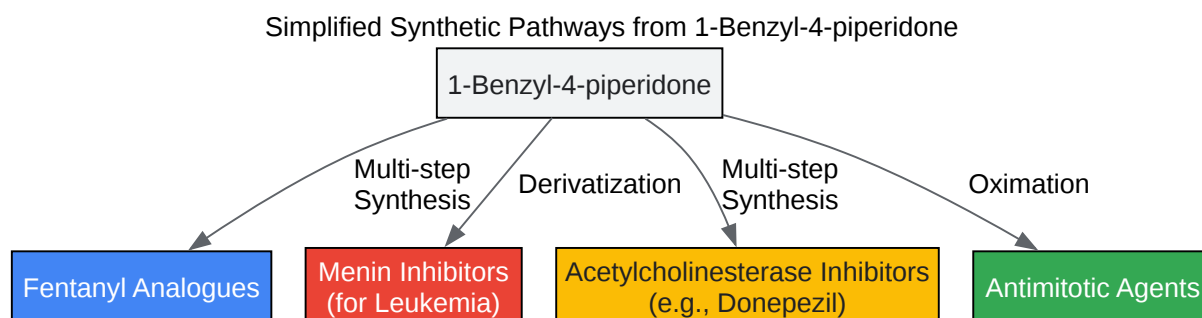 Simplified Synthetic Pathways from 1-Benzyl-4-piperidone
1-Benzyl-4-piperidone
Multi-step
Synthesis
Derivatization
Multi-step
Synthesis
Oximation
Fentanyl Analogues
Menin Inhibitors
(for Leukemia)
Acetylcholinesterase Inhibitors
(e.g., Donepezil)
Antimitotic Agents